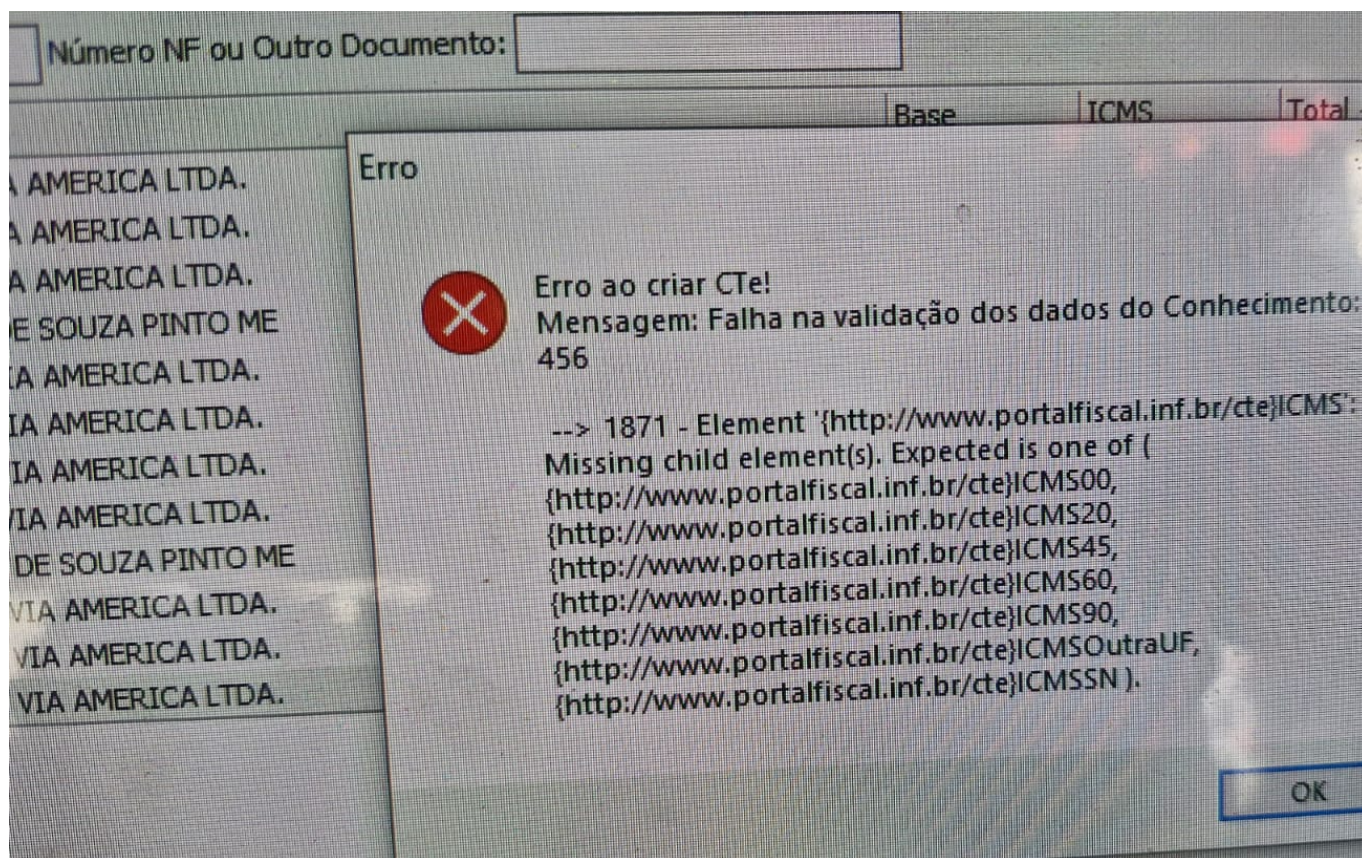 Número NF ou Outro Documento:
Base ICMS Total
AMERICA LTDA.
A AMERICA LTDA.
A AMERICA LTDA.
E SOUZA PINTO ME
IA AMERICA LTDA.
IA AMERICA LTDA.
IA AMERICA LTDA.
VIA AMERICA LTDA.
DE SOUZA PINTO ME
VIA AMERICA LTDA.
VIA AMERICA LTDA.
VIA AMERICA LTDA.
Erro
Erro ao criar CTe!
Mensagem: Falha na validação dos dados do Conhecimento:
456
--> 1871 - Element '{http://www.portalfiscal.inf.br/cte}ICMS':
Missing child element(s). Expected is one of (
{http://www.portalfiscal.inf.br/cte}ICMS00,
{http://www.portalfiscal.inf.br/cte}ICMS20,
{http://www.portalfiscal.inf.br/cte}ICMS45,
{http://www.portalfiscal.inf.br/cte}ICMS60,
{http://www.portalfiscal.inf.br/cte}ICMS90,
{http://www.portalfiscal.inf.br/cte}ICMSOutraUF,
{http://www.portalfiscal.inf.br/cte}ICMSSN ).
OK